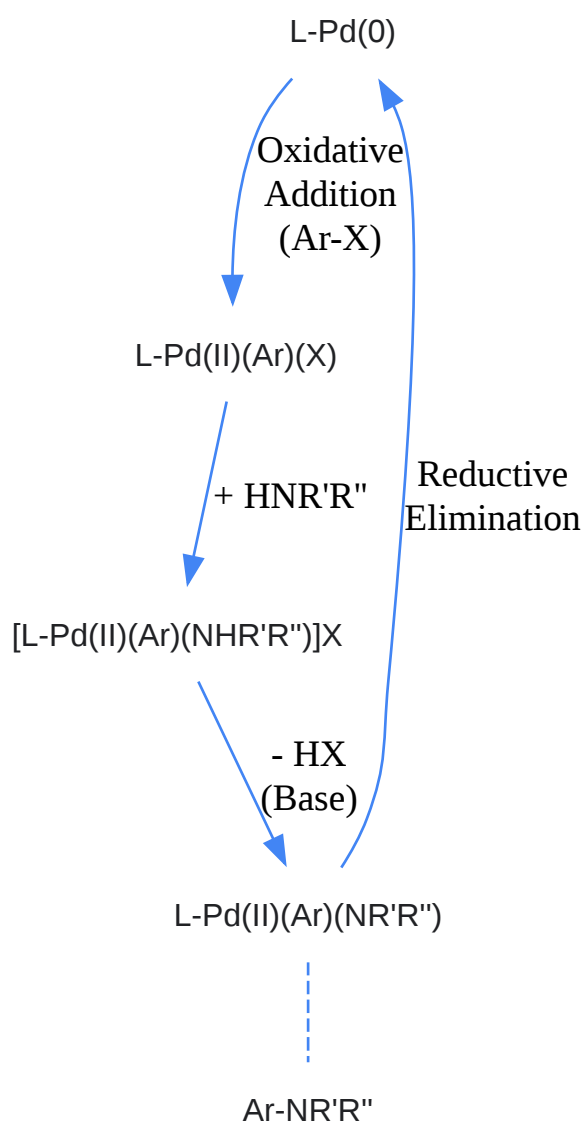 L-Pd(0)
Oxidative
Addition
(Ar-X)
L-Pd(II)(Ar)(X)
+ HNR'R"
Reductive
Elimination
[L-Pd(II)(Ar)(NHR'R")]X
- HX
(Base)
L-Pd(II)(Ar)(NR'R")
Ar-NR'R"